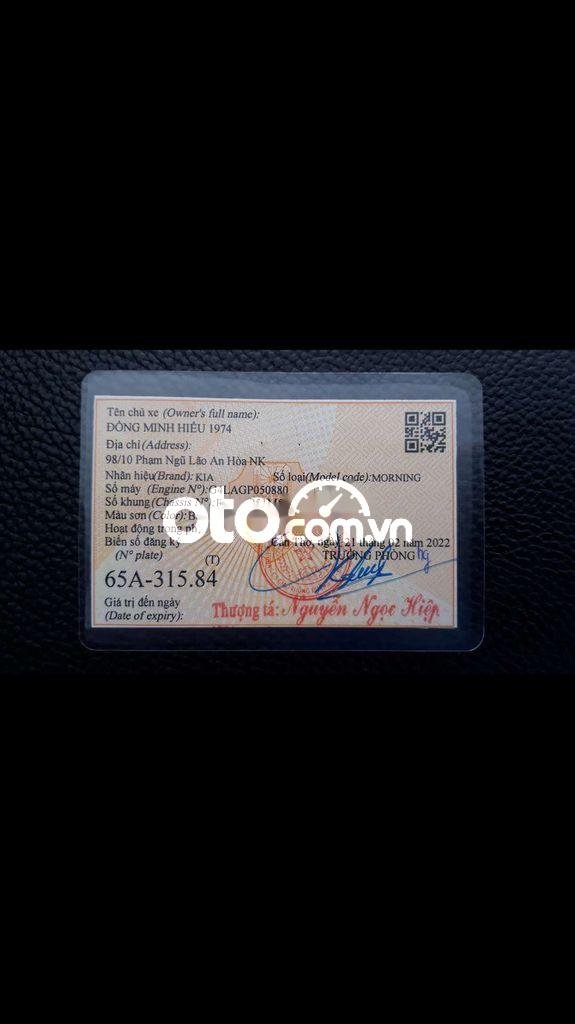 Tên chủ xe (Owner's full name):
ĐỒNG MINH HIẾU 1974
Địa chỉ (Address):
98/10 Phạm Ngũ Lão An Hòa NK
Nhãn hiệu(Brand): KIA Số loại(Model code):MORNING
Số máy (Engine N°):G4LAGP050880
Số khung (Chassis N°):
Màu sơn (Color):
Hoạt động trong
Biển số đăng ký Cần Thơ, ngày 21 tháng 02 năm 2022
(N° plate) TRƯỞNG PHÒNG
(T)
65A-315.84
Giá trị đến ngày
(Date of expiry):
Thượng tá: Nguyễn Ngọc Hiệp
oto.com.vn